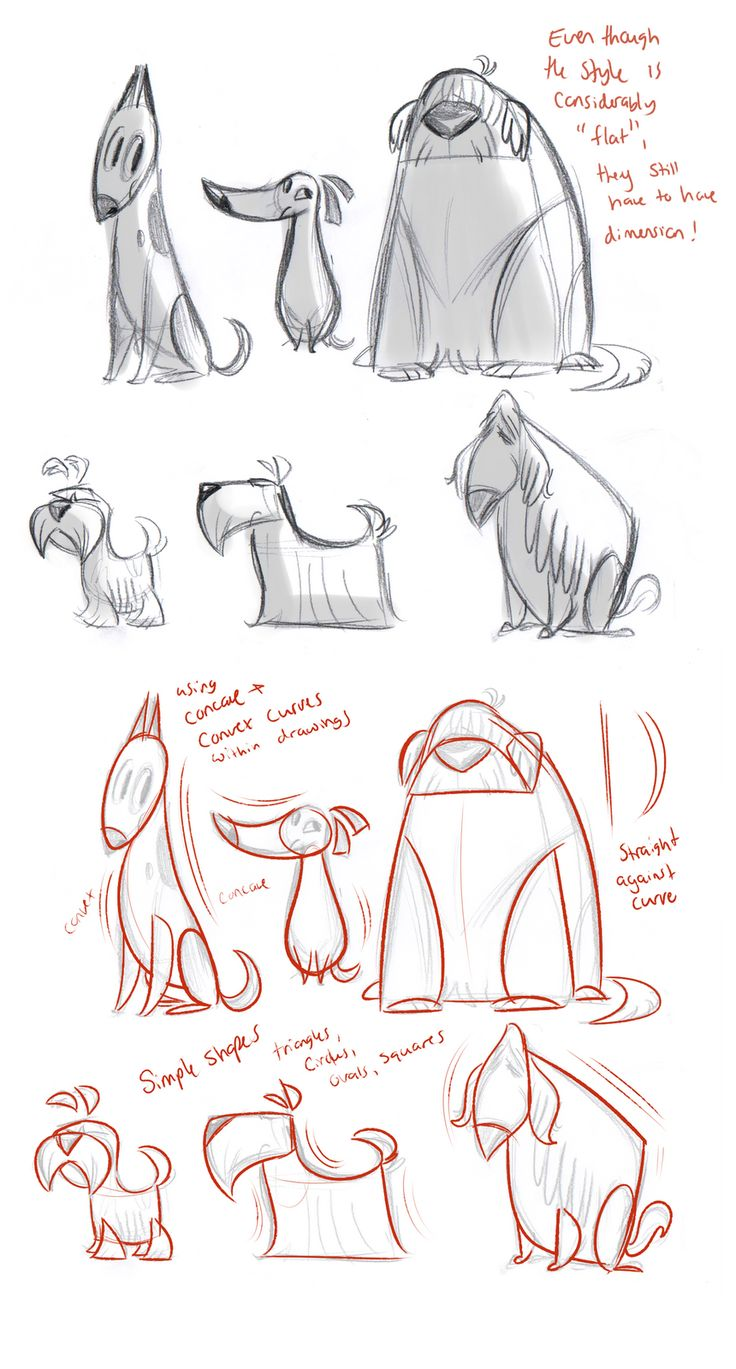 Even though
the style is
considerably
"flat",
they still
have to have
dimension!
using
concave +
convex curves
within drawings
convex
concave
Straight
against
curve
Simple shapes triangles,
circles,
ovals, squares